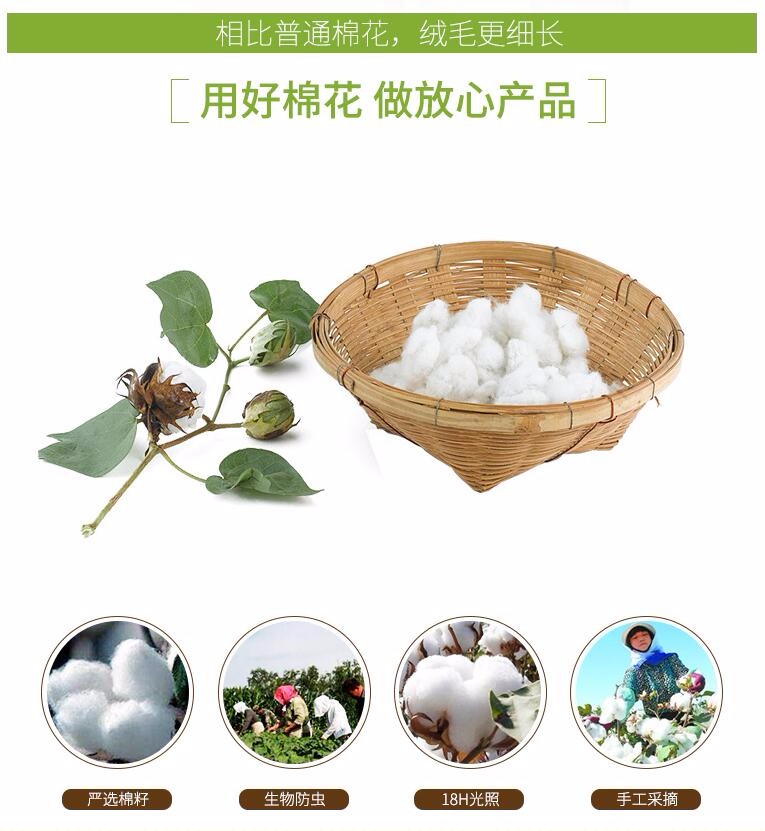 相比普通棉花，绒毛更细长
用好棉花 做放心产品
严选棉籽
生物防虫
18H光照
手工采摘